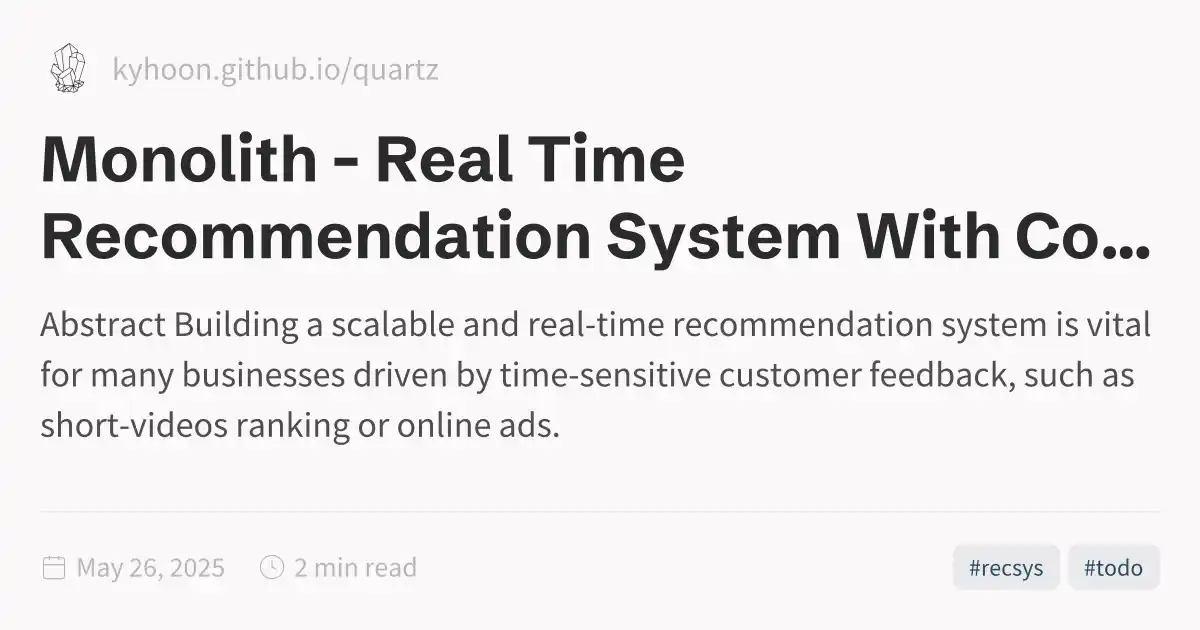 kyhoon.github.io/quartz
Monolith - Real Time
Recommendation System With Co...
Abstract Building a scalable and real-time recommendation system is vital
for many businesses driven by time-sensitive customer feedback, such as
short-videos ranking or online ads.
May 26, 2025 2 min read #recsys #todo